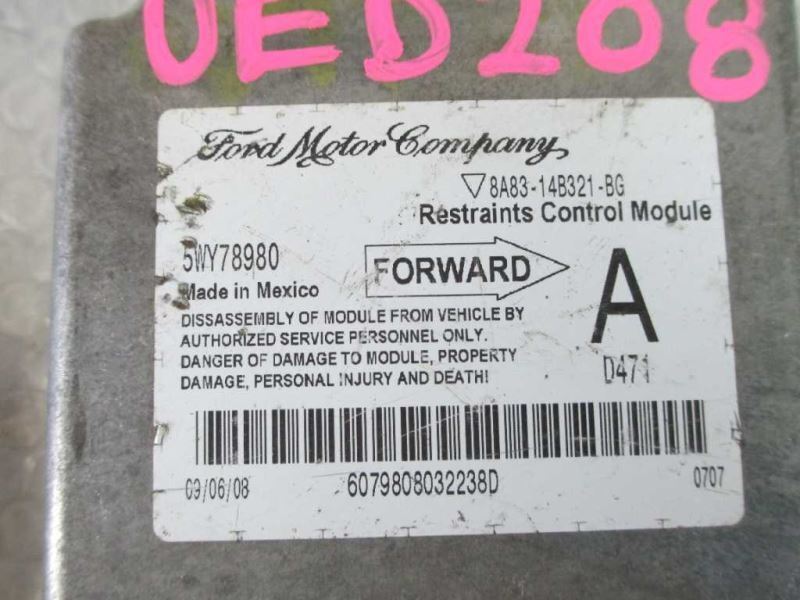 UED208
Ford Motor Company
8A83-14B321-BG
Restraints Control Module
5WY78980
FORWARD
A
Made in Mexico
DISSASSEMBLY OF MODULE FROM VEHICLE BY
AUTHORIZED SERVICE PERSONNEL ONLY.
DANGER OF DAMAGE TO MODULE, PROPERTY
DAMAGE, PERSONAL INJURY AND DEATH!
D471
09/06/08
6079808032238D
0707